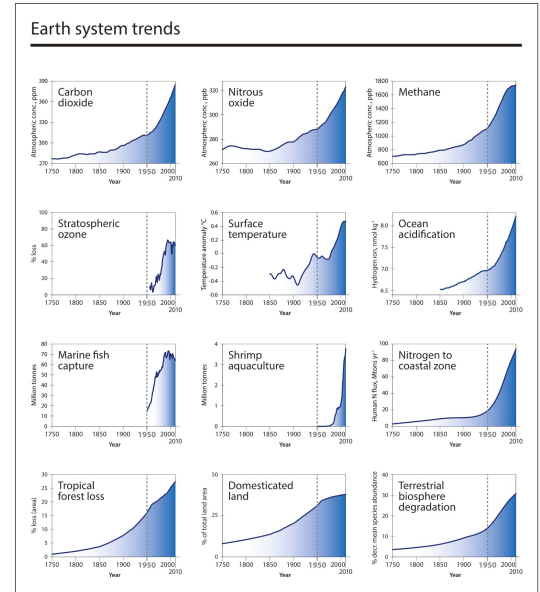 Earth system trends
Carbon
dioxide
Atmospheric conc., ppm
390
360
330
300
270
1750 1800 1850 1900 1950 2000
2010
Year
Nitrous
oxide
Atmospheric conc., ppb
320
300
280
260
1750 1800 1850 1900 1950 2000
2010
Year
Methane
Atmospheric conc., ppb
1800
1600
1400
1200
1000
800
600
1750 1800 1850 1900 1950 2000
2010
Year
Stratospheric
ozone
% loss
100
80
60
40
20
0
1750 1800 1850 1900 1950 2000
2010
Year
Surface
temperature
Temperature anomaly °C
0.6
0.4
0.2
0
-0.2
-0.4
-0.6
1750 1800 1850 1900 1950 2000
2010
Year
Ocean
acidification
Hydrogen ion, nmol kg⁻¹
8.0
7.5
7.0
6.5
1750 1800 1850 1900 1950 2000
2010
Year
Marine fish
capture
Million tonnes
80
70
60
50
40
30
20
10
0
1750 1800 1850 1900 1950 2000
2010
Year
Shrimp
aquaculture
Million tonnes
4
3
2
1
0
1750 1800 1850 1900 1950 2000
2010
Year
Nitrogen to
coastal zone
Human N flux, Mtons yr⁻¹
100
80
60
40
20
0
1750 1800 1850 1900 1950 2000
2010
Year
Tropical
forest loss
% loss (area)
30
25
20
15
10
5
0
1750 1800 1850 1900 1950 2000
2010
Year
Domesticated
land
% of total land area
50
25
0
1750 1800 1850 1900 1950 2000
2010
Year
Terrestrial
biosphere
degradation
% decr. mean species abundance
40
30
20
10
0
1750 1800 1850 1900 1950 2000
2010
Year